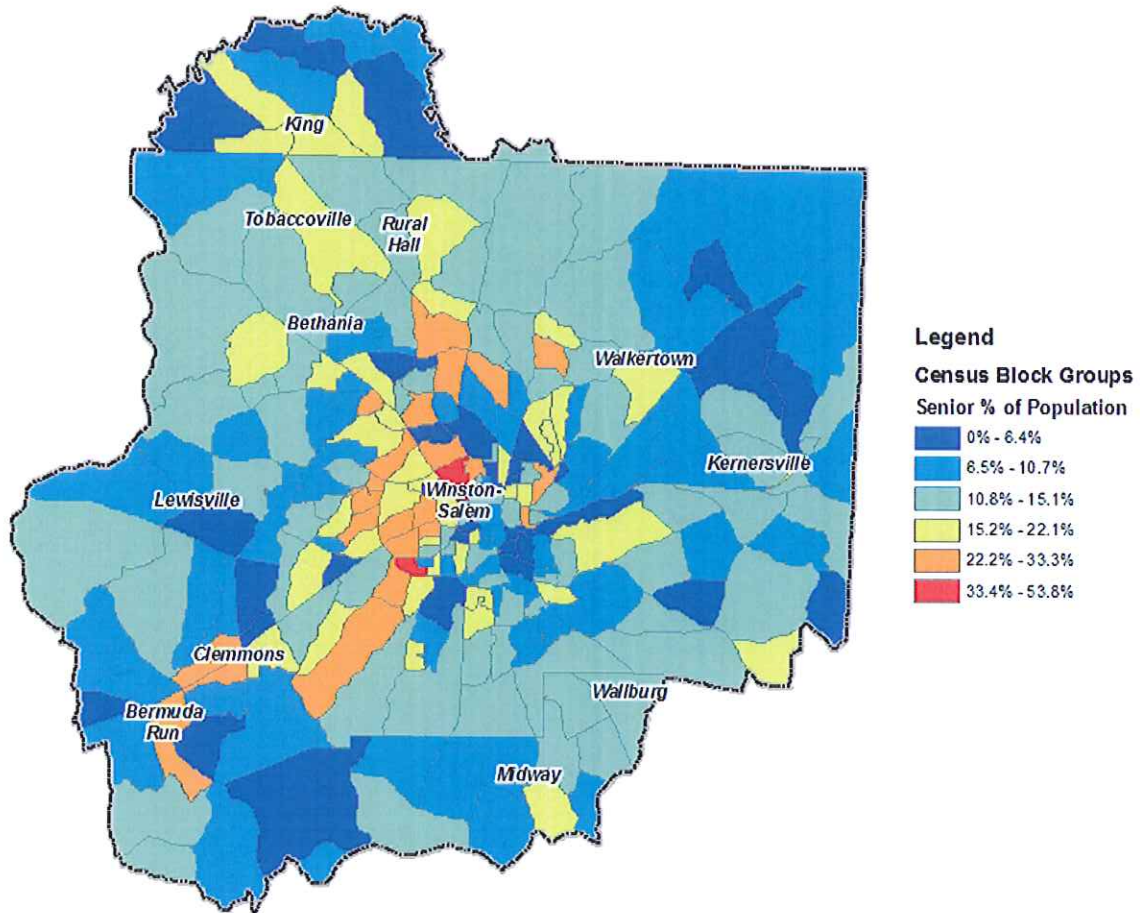 King
Tobaccoville
Rural
Hall
Bethania
Walkertown
Kernersville
Lewisville
Winston-
Salem
Clemmons
Bermuda
Run
Wallburg
Midway
Legend
Census Block Groups
Senior % of Population
0% - 6.4%
6.5% - 10.7%
10.8% - 15.1%
15.2% - 22.1%
22.2% - 33.3%
33.4% - 53.8%